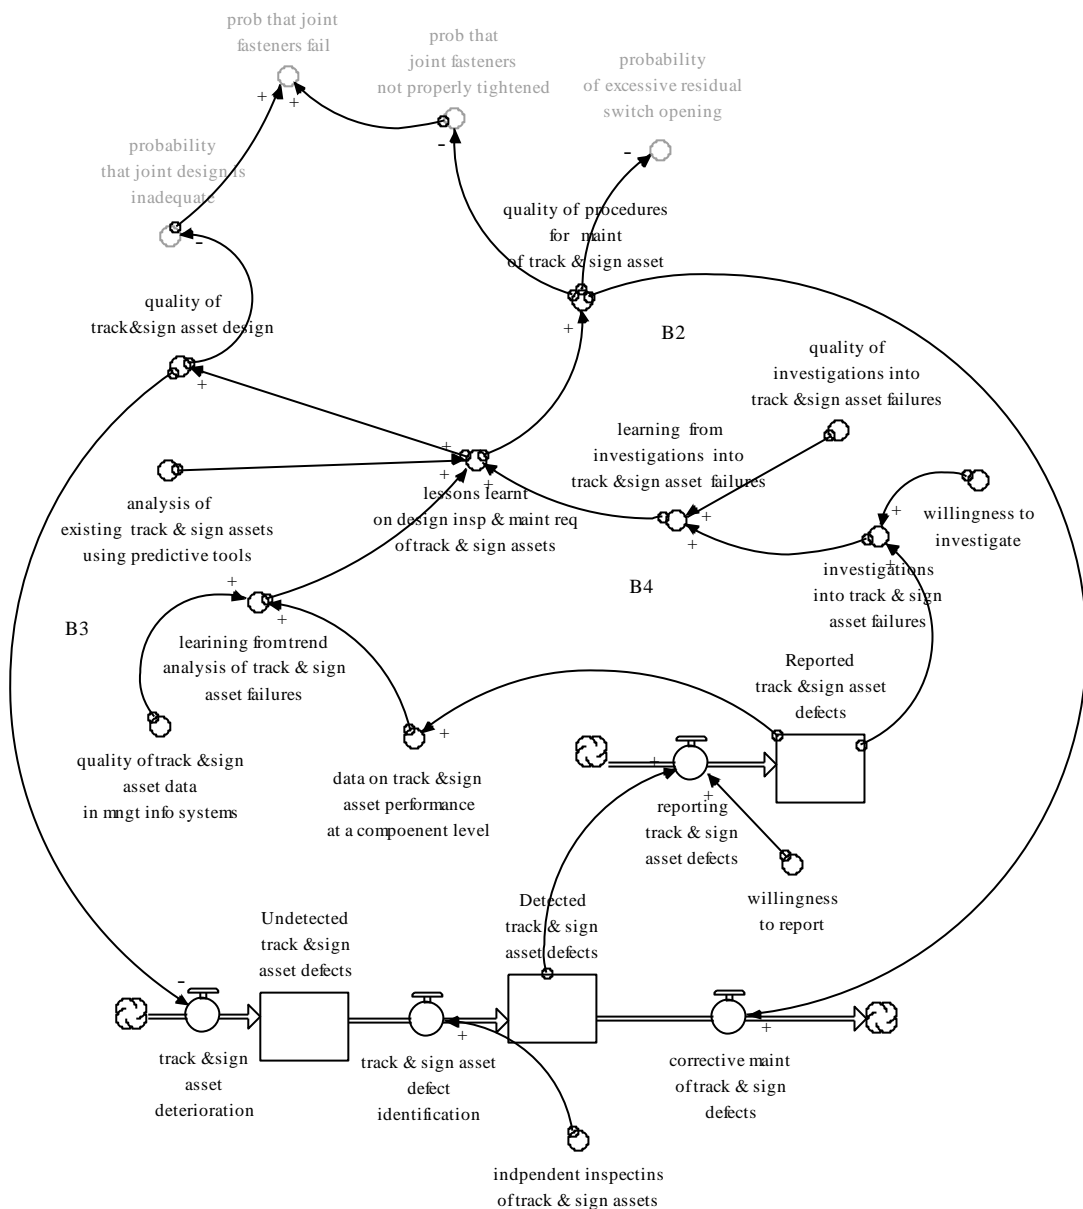 prob that joint
fasteners fail
prob that
joint fasteners
not properly tightened
probability
of excessive residual
switch opening
+
+
-
-
probability
that joint design is
inadequate
-
quality of procedures
for maint
of track & sign asset
quality of
track&sign asset design
+
B2
+
quality of
investigations into
track &sign asset failures
learning from
investigations into
track &sign asset failures
+
+
+
lessons learnt
on design insp & maint req
of track & sign assets
analysis of
existing track & sign assets
using predictive tools
+
+
+
willingness to
investigate
+
investigations
into track & sign
asset failures
B4
B3
+
+
learining from trend
analysis of track & sign
asset failures
Reported
track &sign asset
defects
quality of track &sign
asset data
in mngt info systems
+
data on track &sign
asset performance
at a compoenent level
+
+
reporting
track & sign
asset defects
willingness
to report
Undetected
track &sign
asset defects
Detected
track & sign
asset defects
-
+
+
track &sign
asset
deterioration
track & sign asset
defect
identification
corrective maint
of track & sign
defects
indpendent inspectins
of track & sign assets